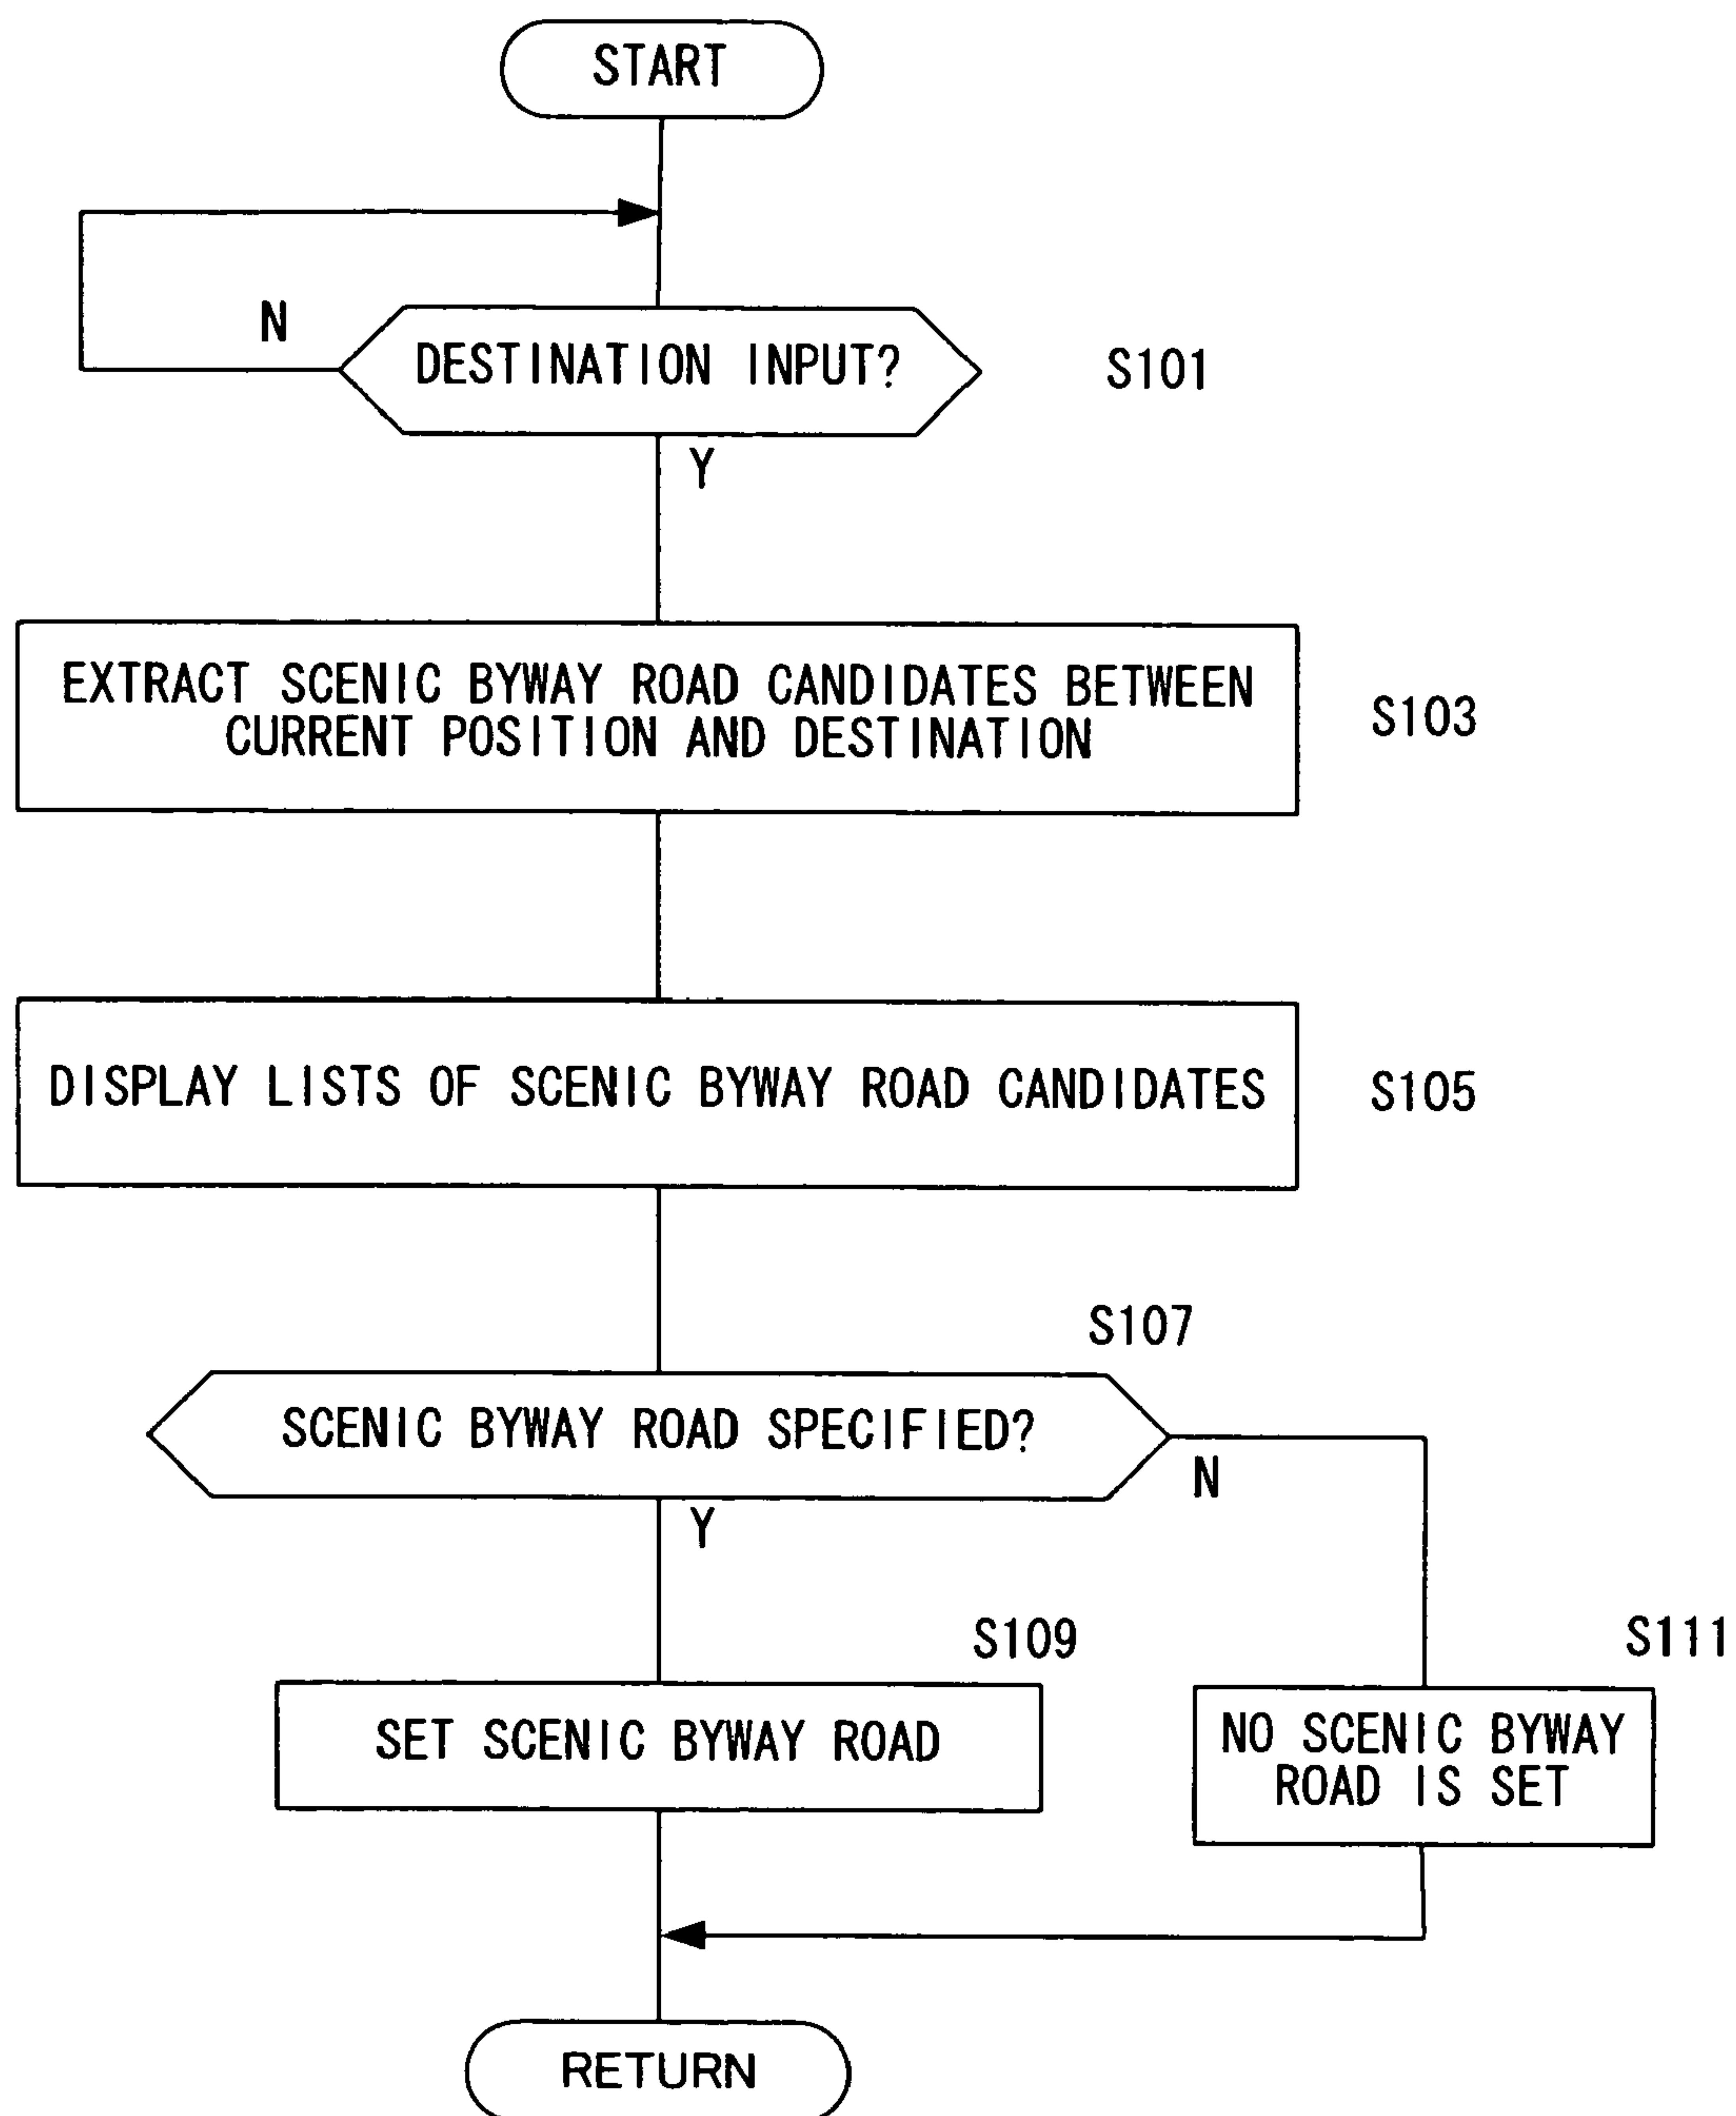 START
N
DESTINATION INPUT?
S101
Y
EXTRACT SCENIC BYWAY ROAD CANDIDATES BETWEEN
CURRENT POSITION AND DESTINATION
S103
DISPLAY LISTS OF SCENIC BYWAY ROAD CANDIDATES
S105
S107
SCENIC BYWAY ROAD SPECIFIED?
N
Y
S109
S111
SET SCENIC BYWAY ROAD
NO SCENIC BYWAY
ROAD IS SET
RETURN